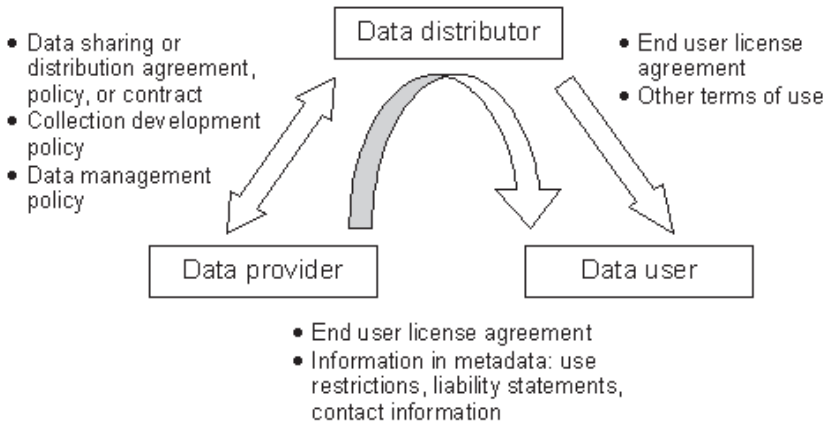 Data distributor
• Data sharing or
distribution agreement,
policy, or contract
• Collection development
policy
• Data management
policy
• End user license
agreement
• Other terms of use
Data provider
Data user
• End user license agreement
• Information in metadata: use
restrictions, liability statements,
contact information